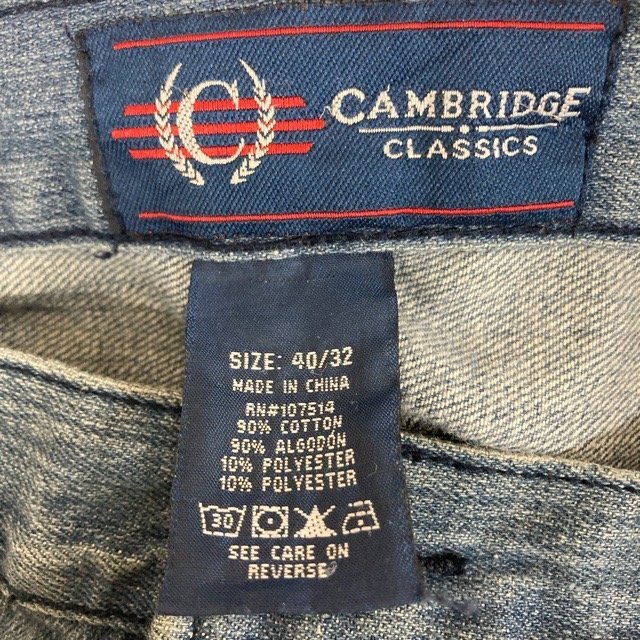 C
CAMBRIDGE
CLASSICS
SIZE: 40/32
MADE IN CHINA
RN#107514
90% COTTON
90% ALGODÓN
10% POLYESTER
10% POLYESTER
30
SEE CARE ON
REVERSE